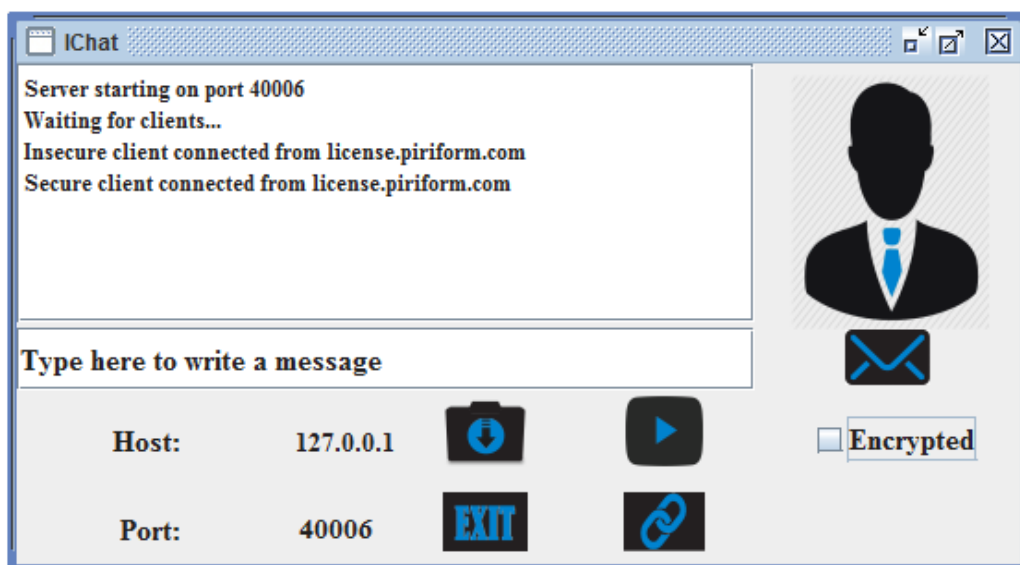 IChat
Server starting on port 40006
Waiting for clients...
Insecure client connected from license.piriform.com
Secure client connected from license.piriform.com
Type here to write a message
Host: 127.0.0.1
Encrypted
Port: 40006
EXIT